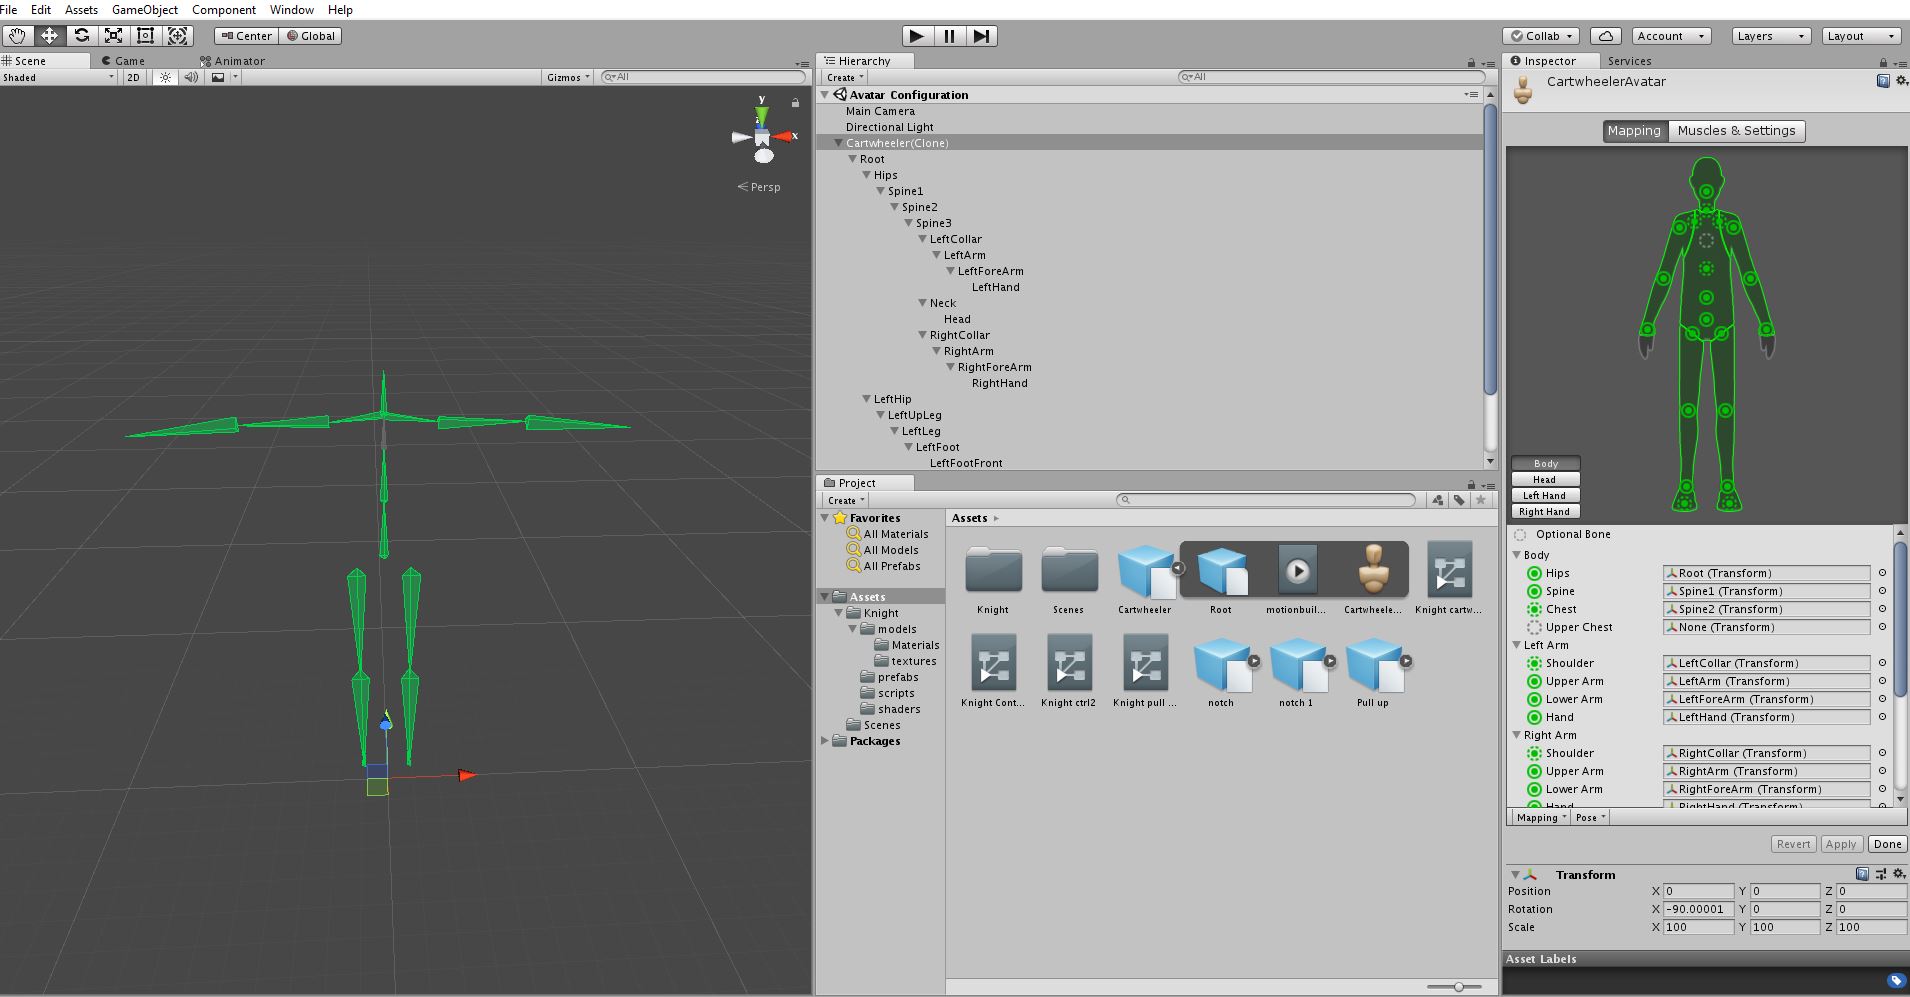 File Edit Assets GameObject Component Window Help
Center Global
Collab Account Layers Layout
Scene Game Animator
Shaded 2D Gizmos All
y
x
Persp
Hierarchy
Create All
Avatar Configuration
Main Camera
Directional Light
Cartwheeler(Clone)
Root
Hips
Spine1
Spine2
Spine3
LeftCollar
LeftArm
LeftForeArm
LeftHand
Neck
Head
RightCollar
RightArm
RightForeArm
RightHand
LeftHip
LeftUpLeg
LeftLeg
LeftFoot
LeftFootFront
Project
Create
Favorites
All Materials
All Models
All Prefabs
Assets
Knight
models
Materials
textures
prefabs
scripts
shaders
Scenes
Packages
Assets
Knight Scenes Cartwheeler Root motionbuil... Cartwheele... Knight cartw...
Knight Cont... Knight ctrl2 Knight pull ... notch notch 1 Pull up
Inspector Services
CartwheelerAvatar
Mapping Muscles & Settings
Body
Head
Left Hand
Right Hand
Optional Bone
Body
Hips Root (Transform)
Spine Spine1 (Transform)
Chest Spine2 (Transform)
Upper Chest None (Transform)
Left Arm
Shoulder LeftCollar (Transform)
Upper Arm LeftArm (Transform)
Lower Arm LeftForeArm (Transform)
Hand LeftHand (Transform)
Right Arm
Shoulder RightCollar (Transform)
Upper Arm RightArm (Transform)
Lower Arm RightForeArm (Transform)
Hand RightHand (Transform)
Mapping Pose
Revert Apply Done
Transform
Position X 0 Y 0 Z 0
Rotation X -90.00001 Y 0 Z 0
Scale X 100 Y 100 Z 100
Asset Labels